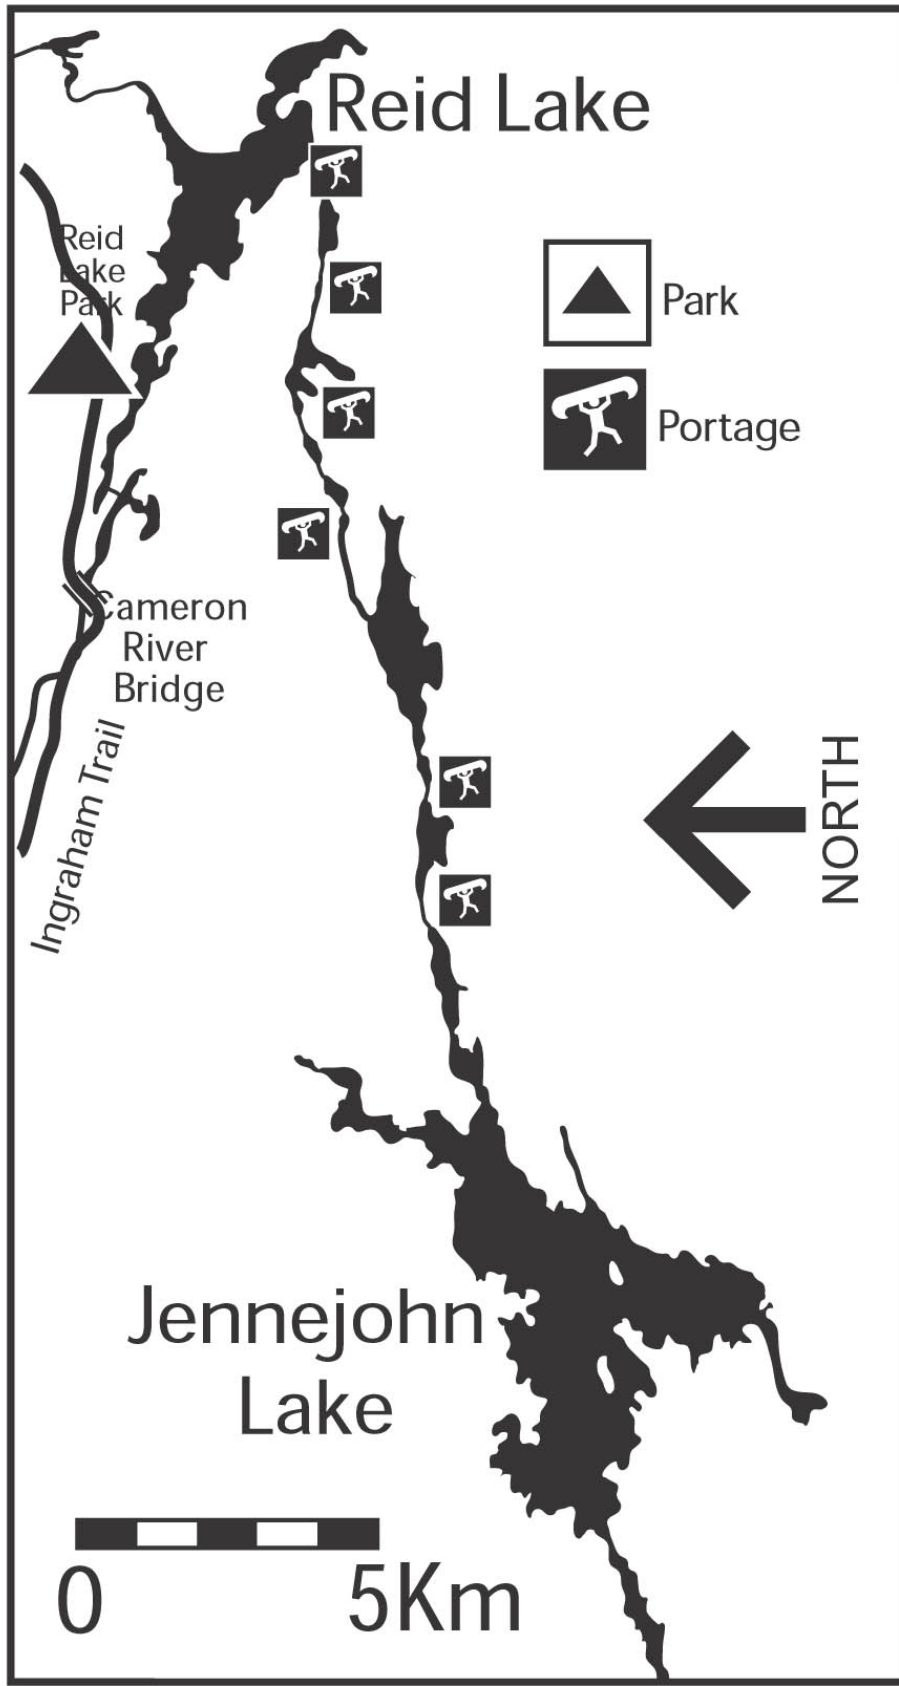 Reid Lake
Reid
Lake
Park
Park
Portage
Cameron
River
Bridge
Ingraham Trail
NORTH
Jennejohn
Lake
0
5Km